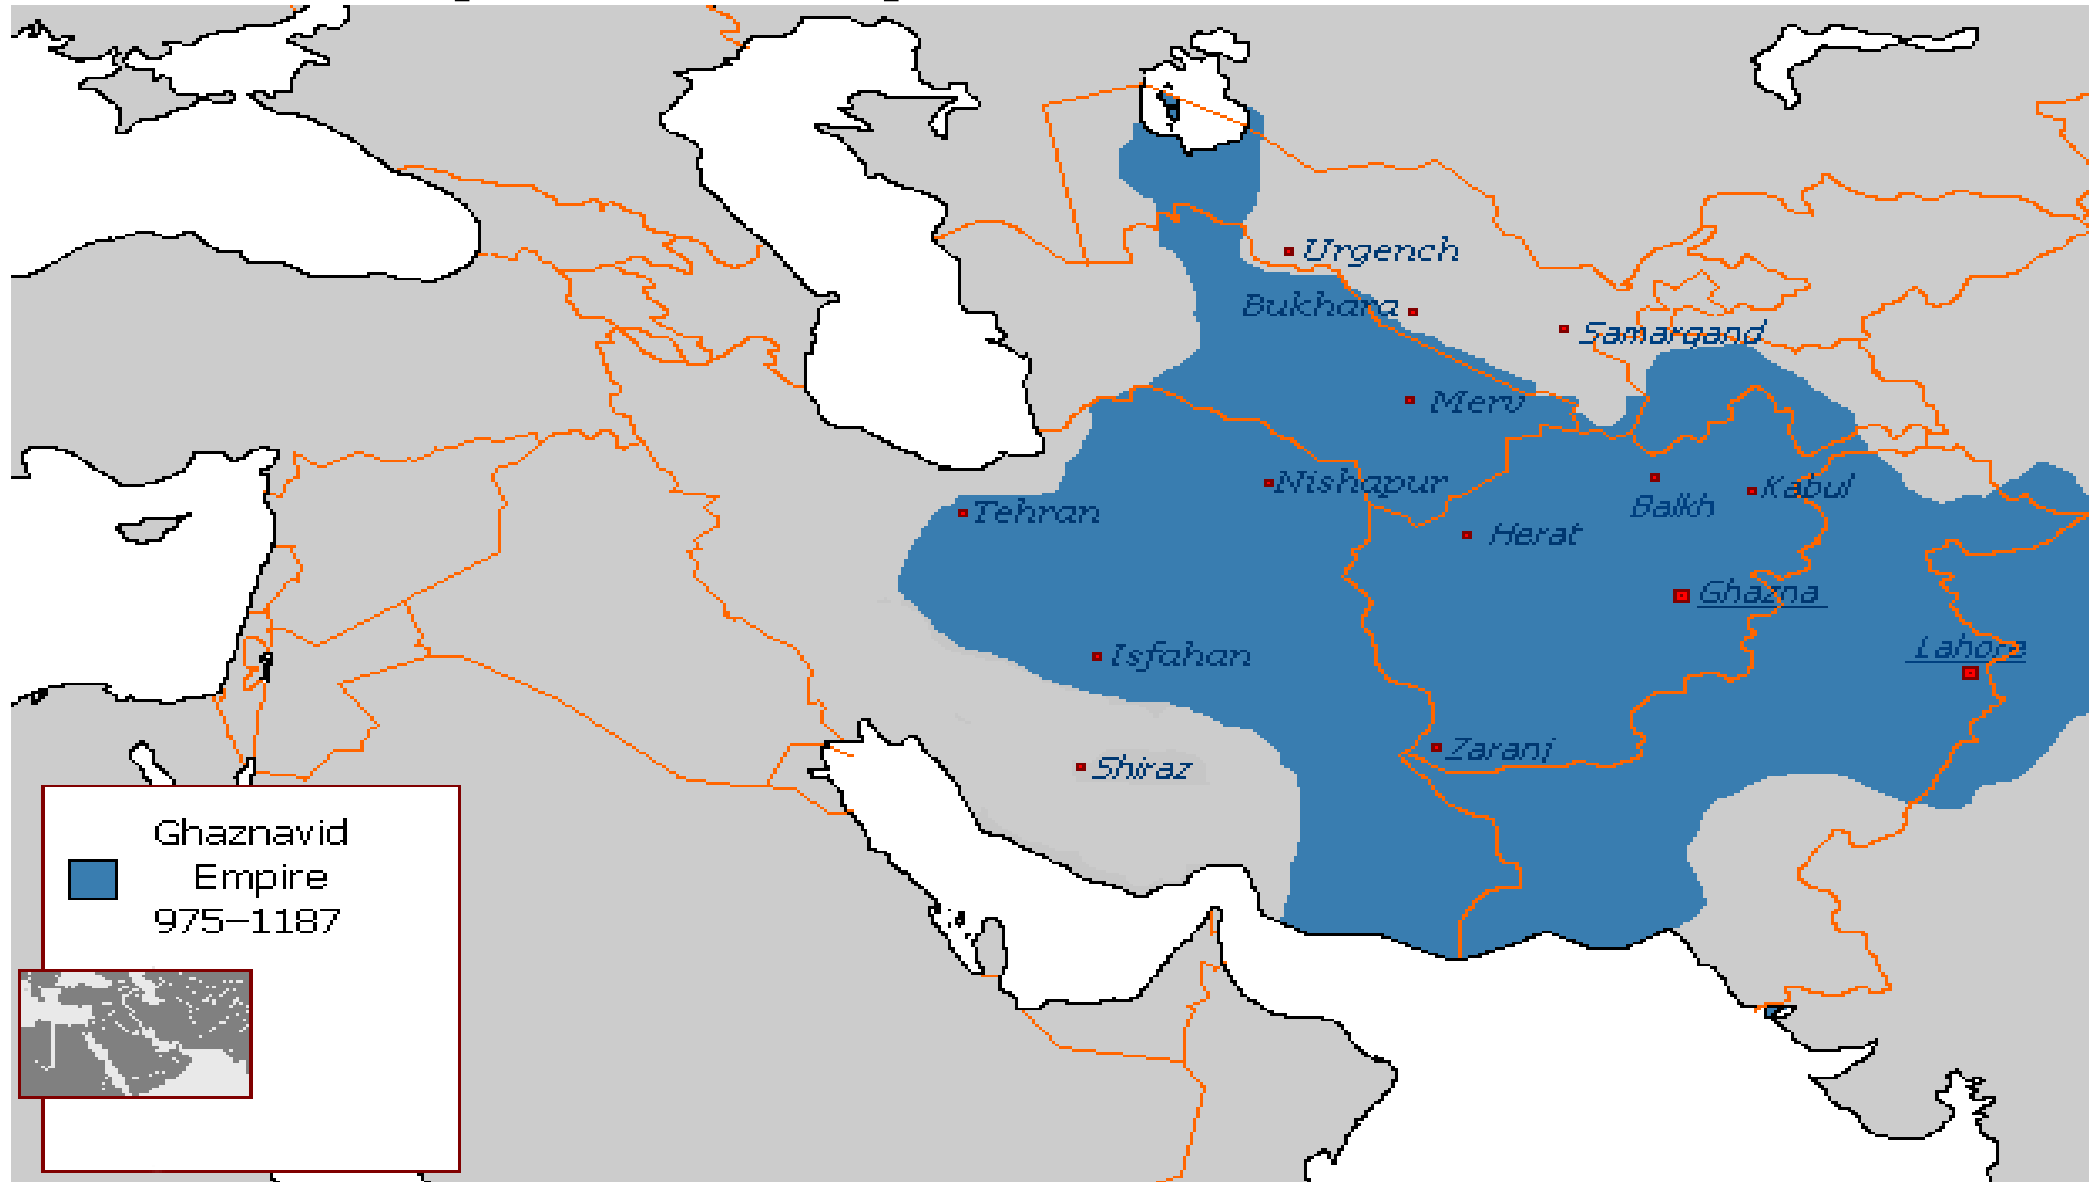 Urgench
Bukhara
Samarqand
Merv
Nishapur
Kabul
Balkh
Tehran
Herat
Ghazna
Lahore
Isfahan
Zaranj
Shiraz
Ghaznavid
Empire
975–1187